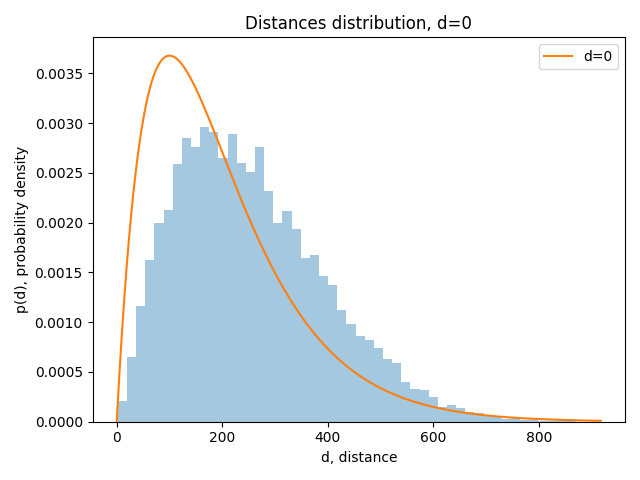 Distances distribution, d=0
d=0
p(d), probability density
0.0035
0.0030
0.0025
0.0020
0.0015
0.0010
0.0005
0.0000
0 200 400 600 800
d, distance